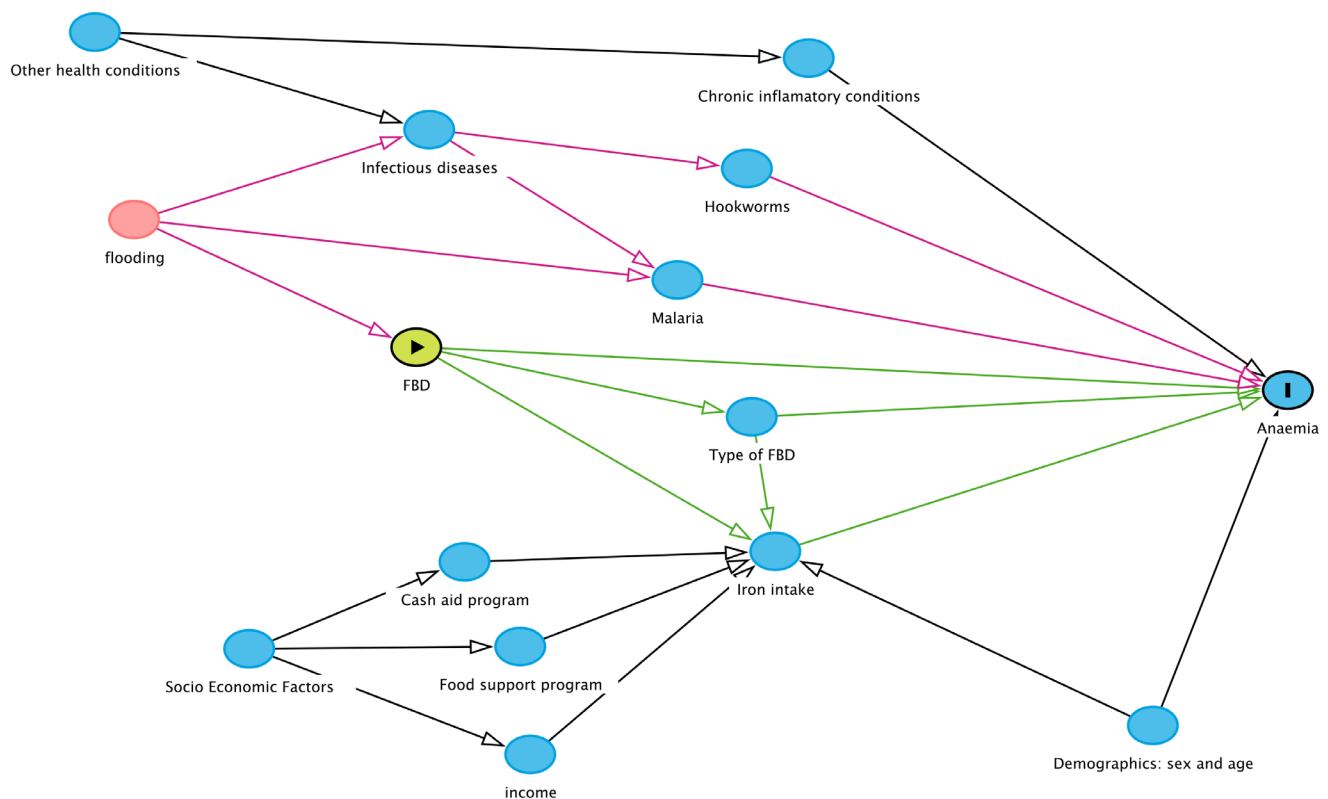 Other health conditions
Chronic inflamatory conditions
Infectious diseases
Hookworms
flooding
Malaria
FBD
Anaemia
Type of FBD
Iron intake
Cash aid program
Socio Economic Factors
Food support program
Demographics: sex and age
income